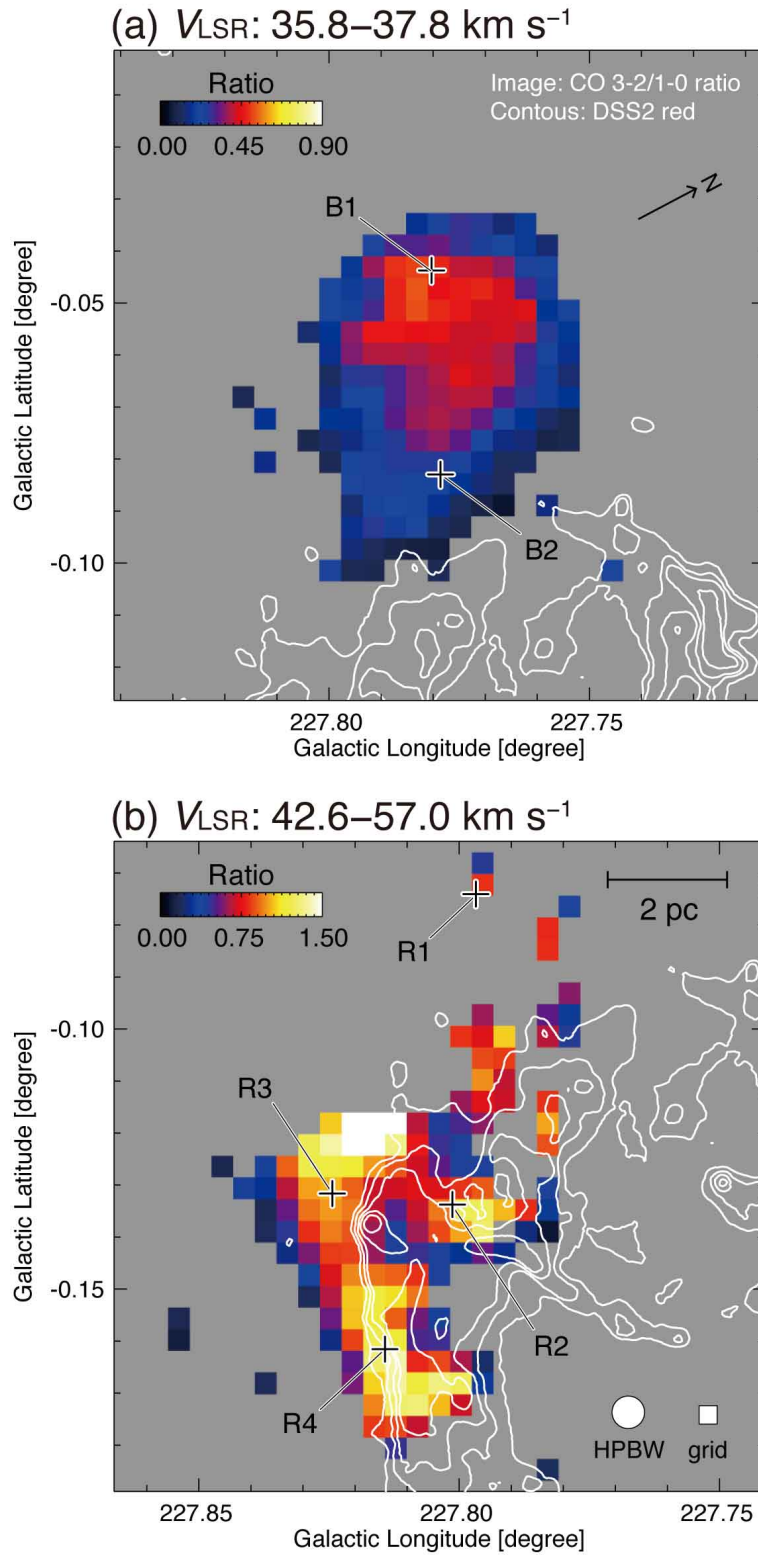 (a) VLSR: 35.8–37.8 km s⁻¹
Ratio
0.00 0.45 0.90
Image: CO 3-2/1-0 ratio
Contous: DSS2 red
N
B1
-0.05
Galactic Latitude [degree]
B2
-0.10
227.80 227.75
Galactic Longitude [degree]
(b) VLSR: 42.6–57.0 km s⁻¹
Ratio
0.00 0.75 1.50
2 pc
R1
-0.10
R3
Galactic Latitude [degree]
-0.15
R2
R4
HPBW grid
227.85 227.80 227.75
Galactic Longitude [degree]